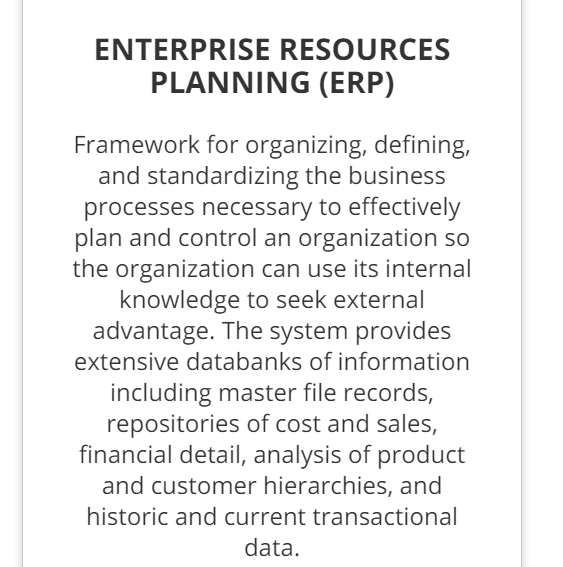 ENTERPRISE RESOURCES
PLANNING (ERP)
Framework for organizing, defining,
and standardizing the business
processes necessary to effectively
plan and control an organization so
the organization can use its internal
knowledge to seek external
advantage. The system provides
extensive databanks of information
including master file records,
repositories of cost and sales,
financial detail, analysis of product
and customer hierarchies, and
historic and current transactional
data.